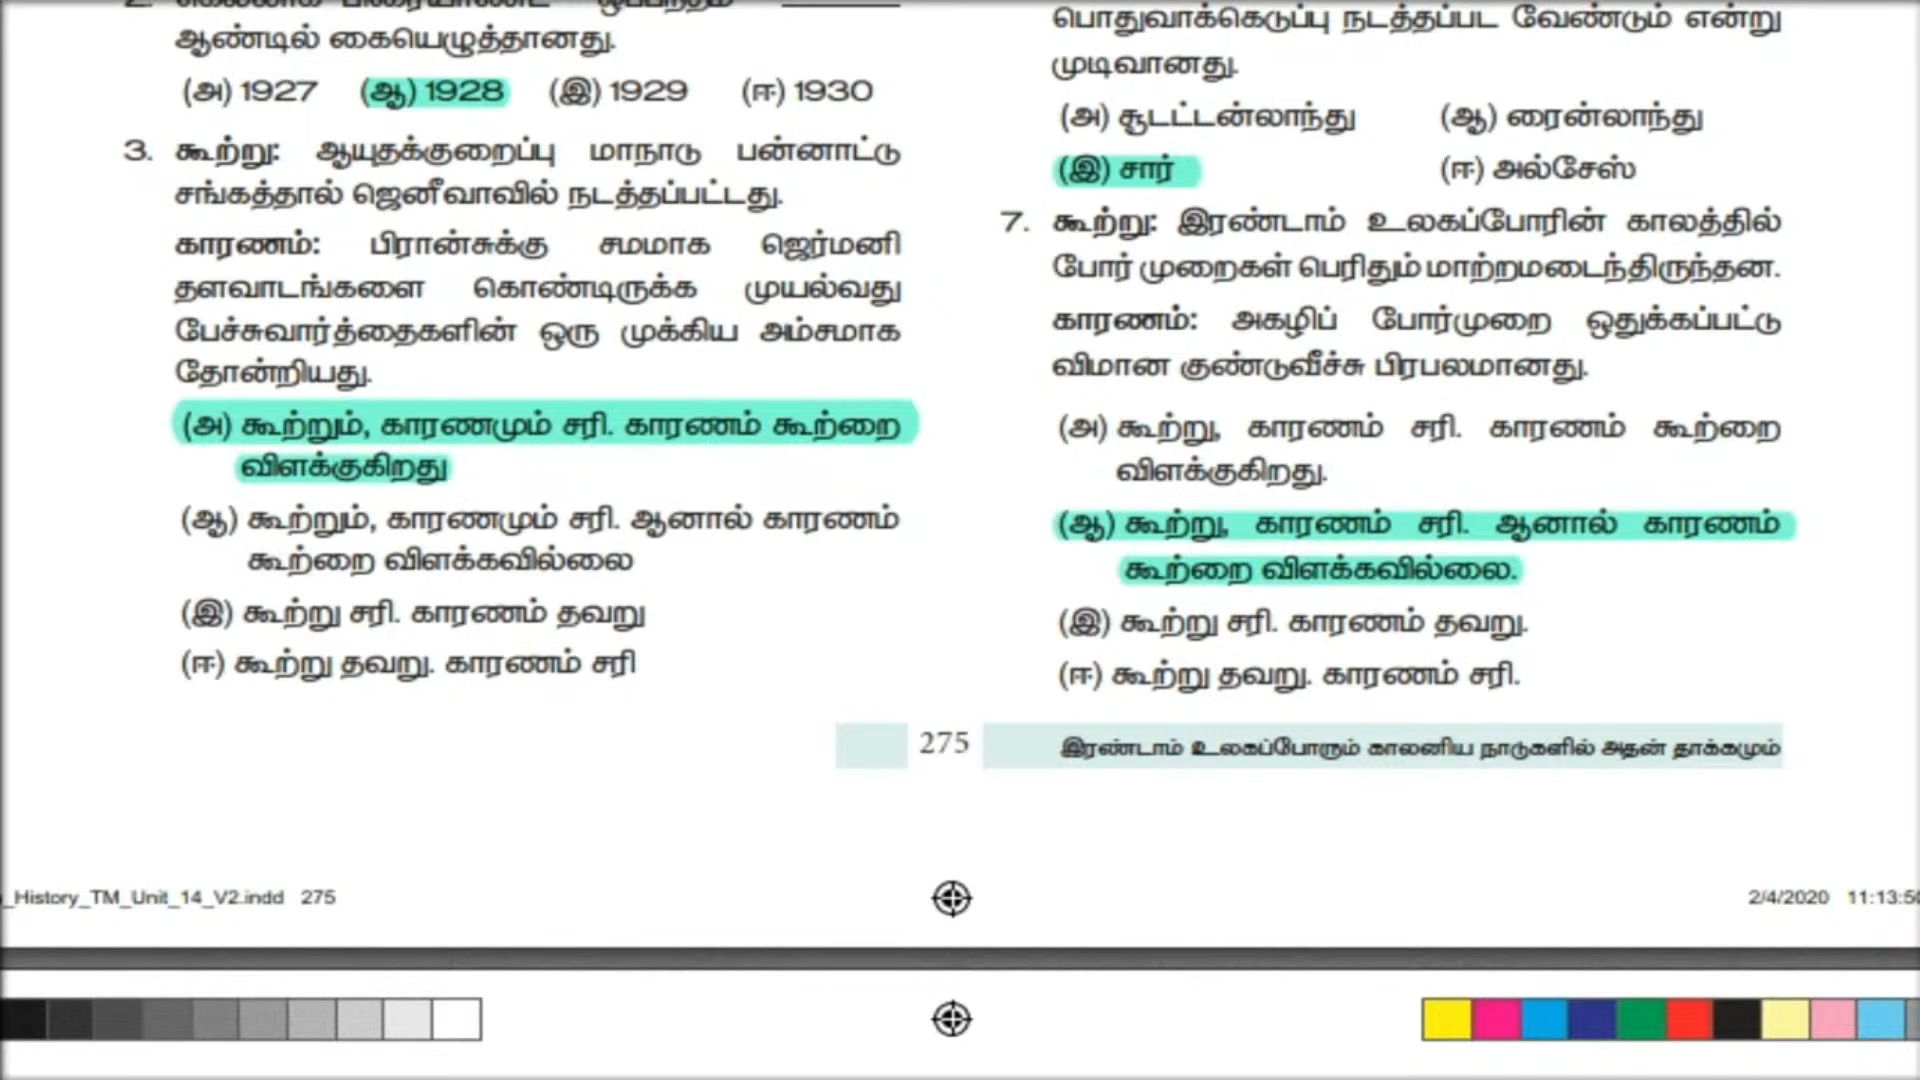 ஆண்டில் கையெழுத்தானது.
(அ) 1927 (ஆ) 1928 (இ) 1929 (ஈ) 1930
3. கூற்று: ஆயுதக்குறைப்பு மாநாடு பன்னாட்டு
சங்கத்தால் ஜெனீவாவில் நடத்தப்பட்டது.
காரணம்: பிரான்சுக்கு சமமாக ஜெர்மனி
தளவாடங்களை கொண்டிருக்க முயல்வது
பேச்சுவார்த்தைகளின் ஒரு முக்கிய அம்சமாக
தோன்றியது.
(அ) கூற்றும், காரணமும் சரி. காரணம் கூற்றை
விளக்குகிறது
(ஆ) கூற்றும், காரணமும் சரி. ஆனால் காரணம்
கூற்றை விளக்கவில்லை
(இ) கூற்று சரி. காரணம் தவறு
(ஈ) கூற்று தவறு. காரணம் சரி
பொதுவாக்கெடுப்பு நடத்தப்பட வேண்டும் என்று
முடிவானது.
(அ) சூடட்டன்லாந்து (ஆ) ரைன்லாந்து
(இ) சார் (ஈ) அல்சேஸ்
7. கூற்று: இரண்டாம் உலகப்போரின் காலத்தில்
போர் முறைகள் பெரிதும் மாற்றமடைந்திருந்தன.
காரணம்: அகழிப் போர்முறை ஒதுக்கப்பட்டு
விமான குண்டுவீச்சு பிரபலமானது.
(அ) கூற்று, காரணம் சரி. காரணம் கூற்றை
விளக்குகிறது.
(ஆ) கூற்று, காரணம் சரி. ஆனால் காரணம்
கூற்றை விளக்கவில்லை.
(இ) கூற்று சரி. காரணம் தவறு.
(ஈ) கூற்று தவறு. காரணம் சரி.
275 இரண்டாம் உலகப்போரும் காலனிய நாடுகளில் அதன் தாக்கமும்
_History_TM_Unit_14_V2.indd 275
2/4/2020 11:13:50